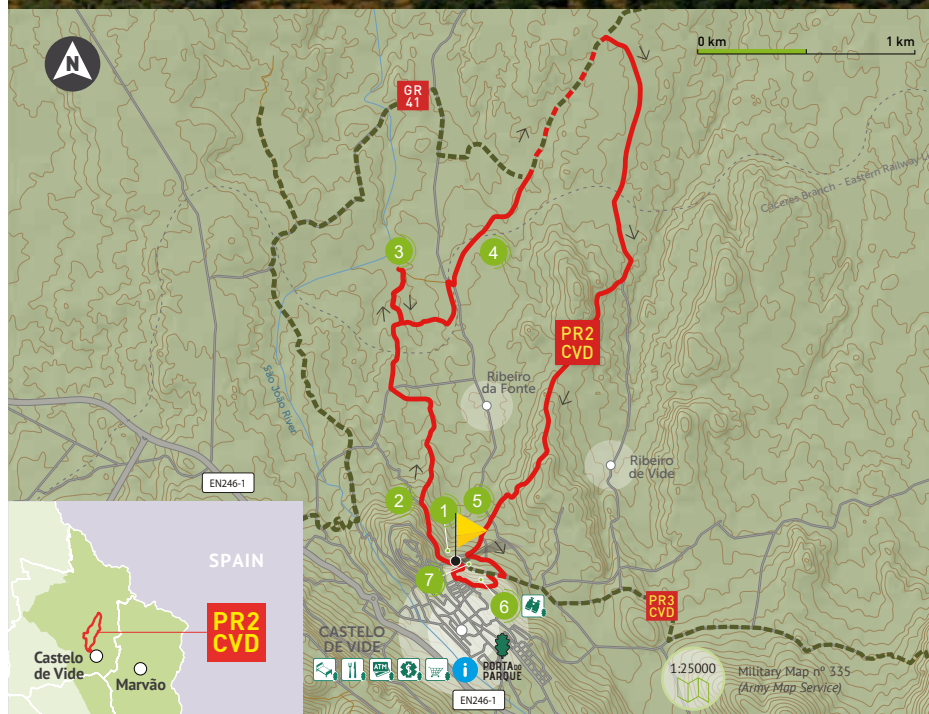 N
0 km
1 km
GR
41
Cáceres Branch - Eastern Railway L
3
4
PR2
CVD
São João River
Ribeiro
da Fonte
Ribeiro
de Vide
EN246-1
2
1
5
7
6
PR3
CVD
SPAIN
PR2
CVD
Castelo
de Vide
Marvão
CASTELO
DE VIDE
ATM
$
i
PORTA DO
PARQUE
EN246-1
1:25000
Military Map nº 335
(Army Map Service)